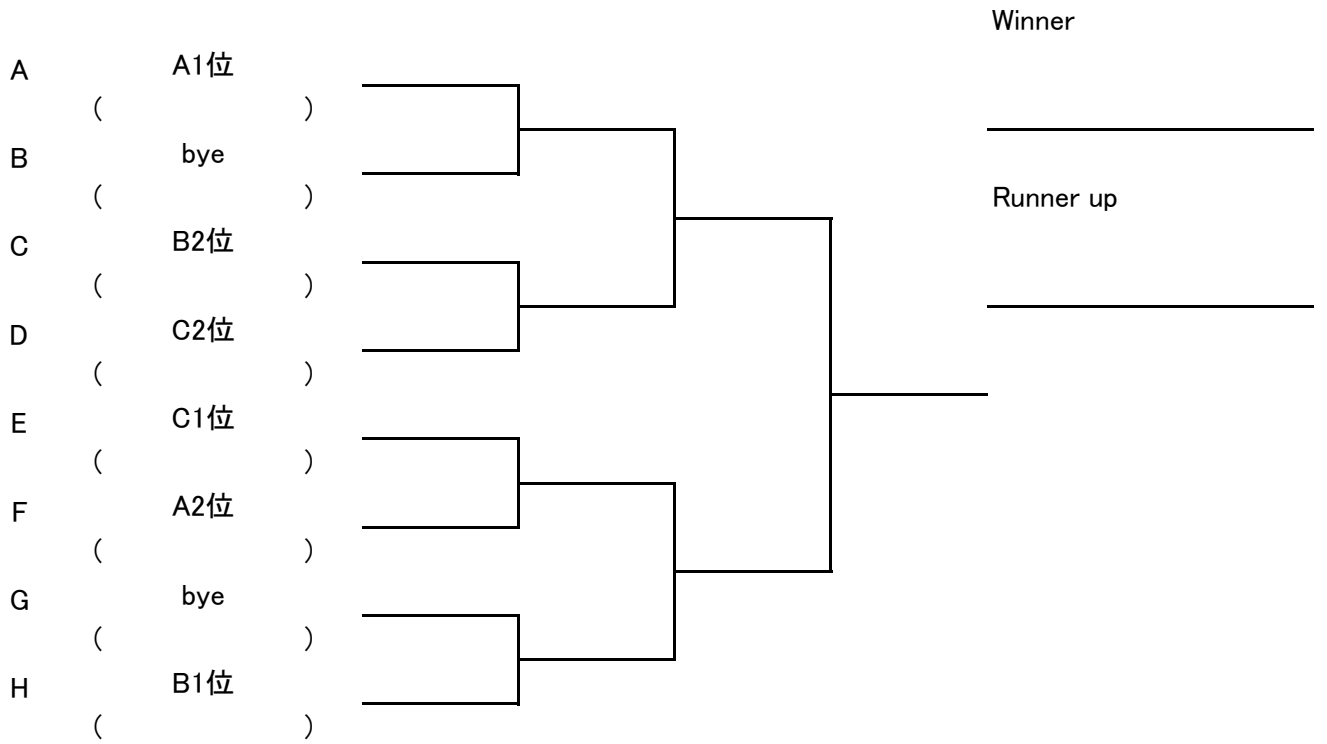 Winner
A A1位
( )
B bye
( )
Runner up
C B2位
( )
D C2位
( )
E C1位
( )
F A2位
( )
G bye
( )
H B1位
( )